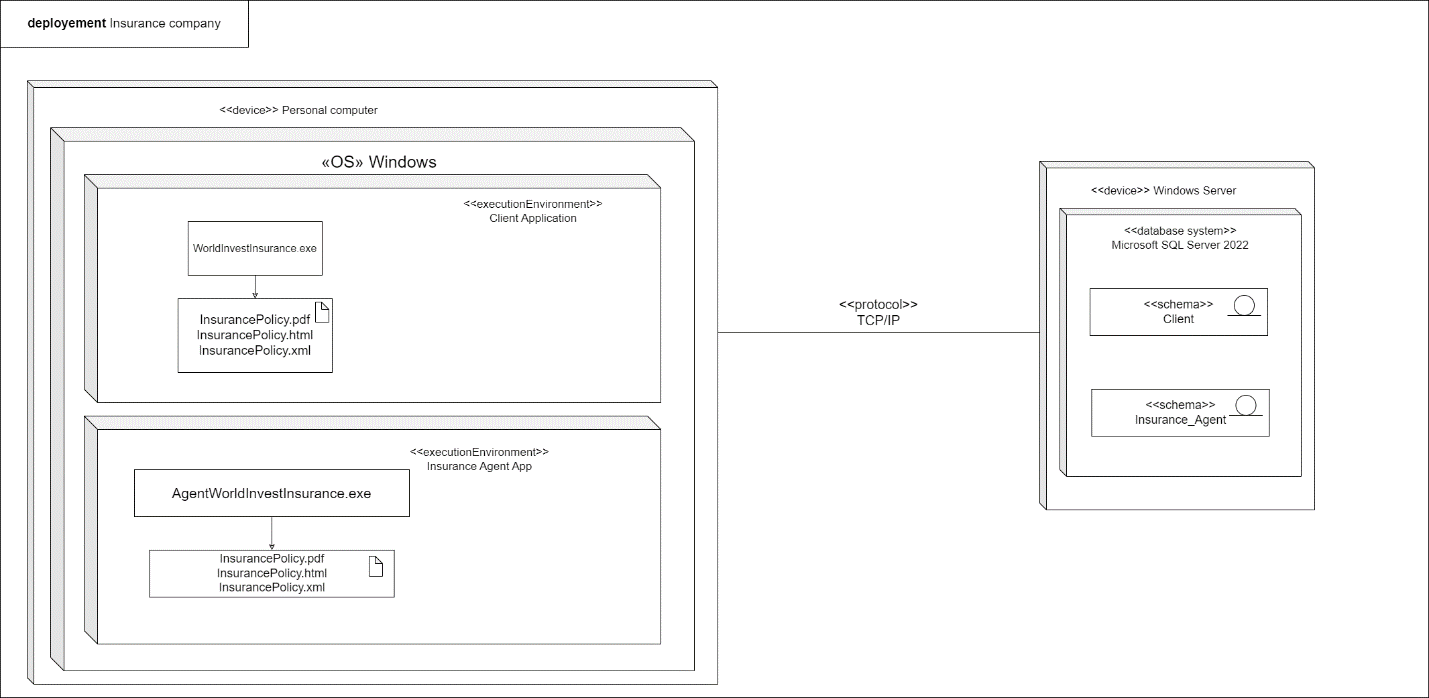 deployement Insurance company
<<device>> Personal computer
«OS» Windows
<<executionEnvironment>>
Client Application
WorldInvestInsurance.exe
InsurancePolicy.pdf
InsurancePolicy.html
InsurancePolicy.xml
<<executionEnvironment>>
Insurance Agent App
AgentWorldInvestInsurance.exe
InsurancePolicy.pdf
InsurancePolicy.html
InsurancePolicy.xml
<<protocol>>
TCP/IP
<<device>> Windows Server
<<database system>>
Microsoft SQL Server 2022
<<schema>>
Client
<<schema>>
Insurance_Agent